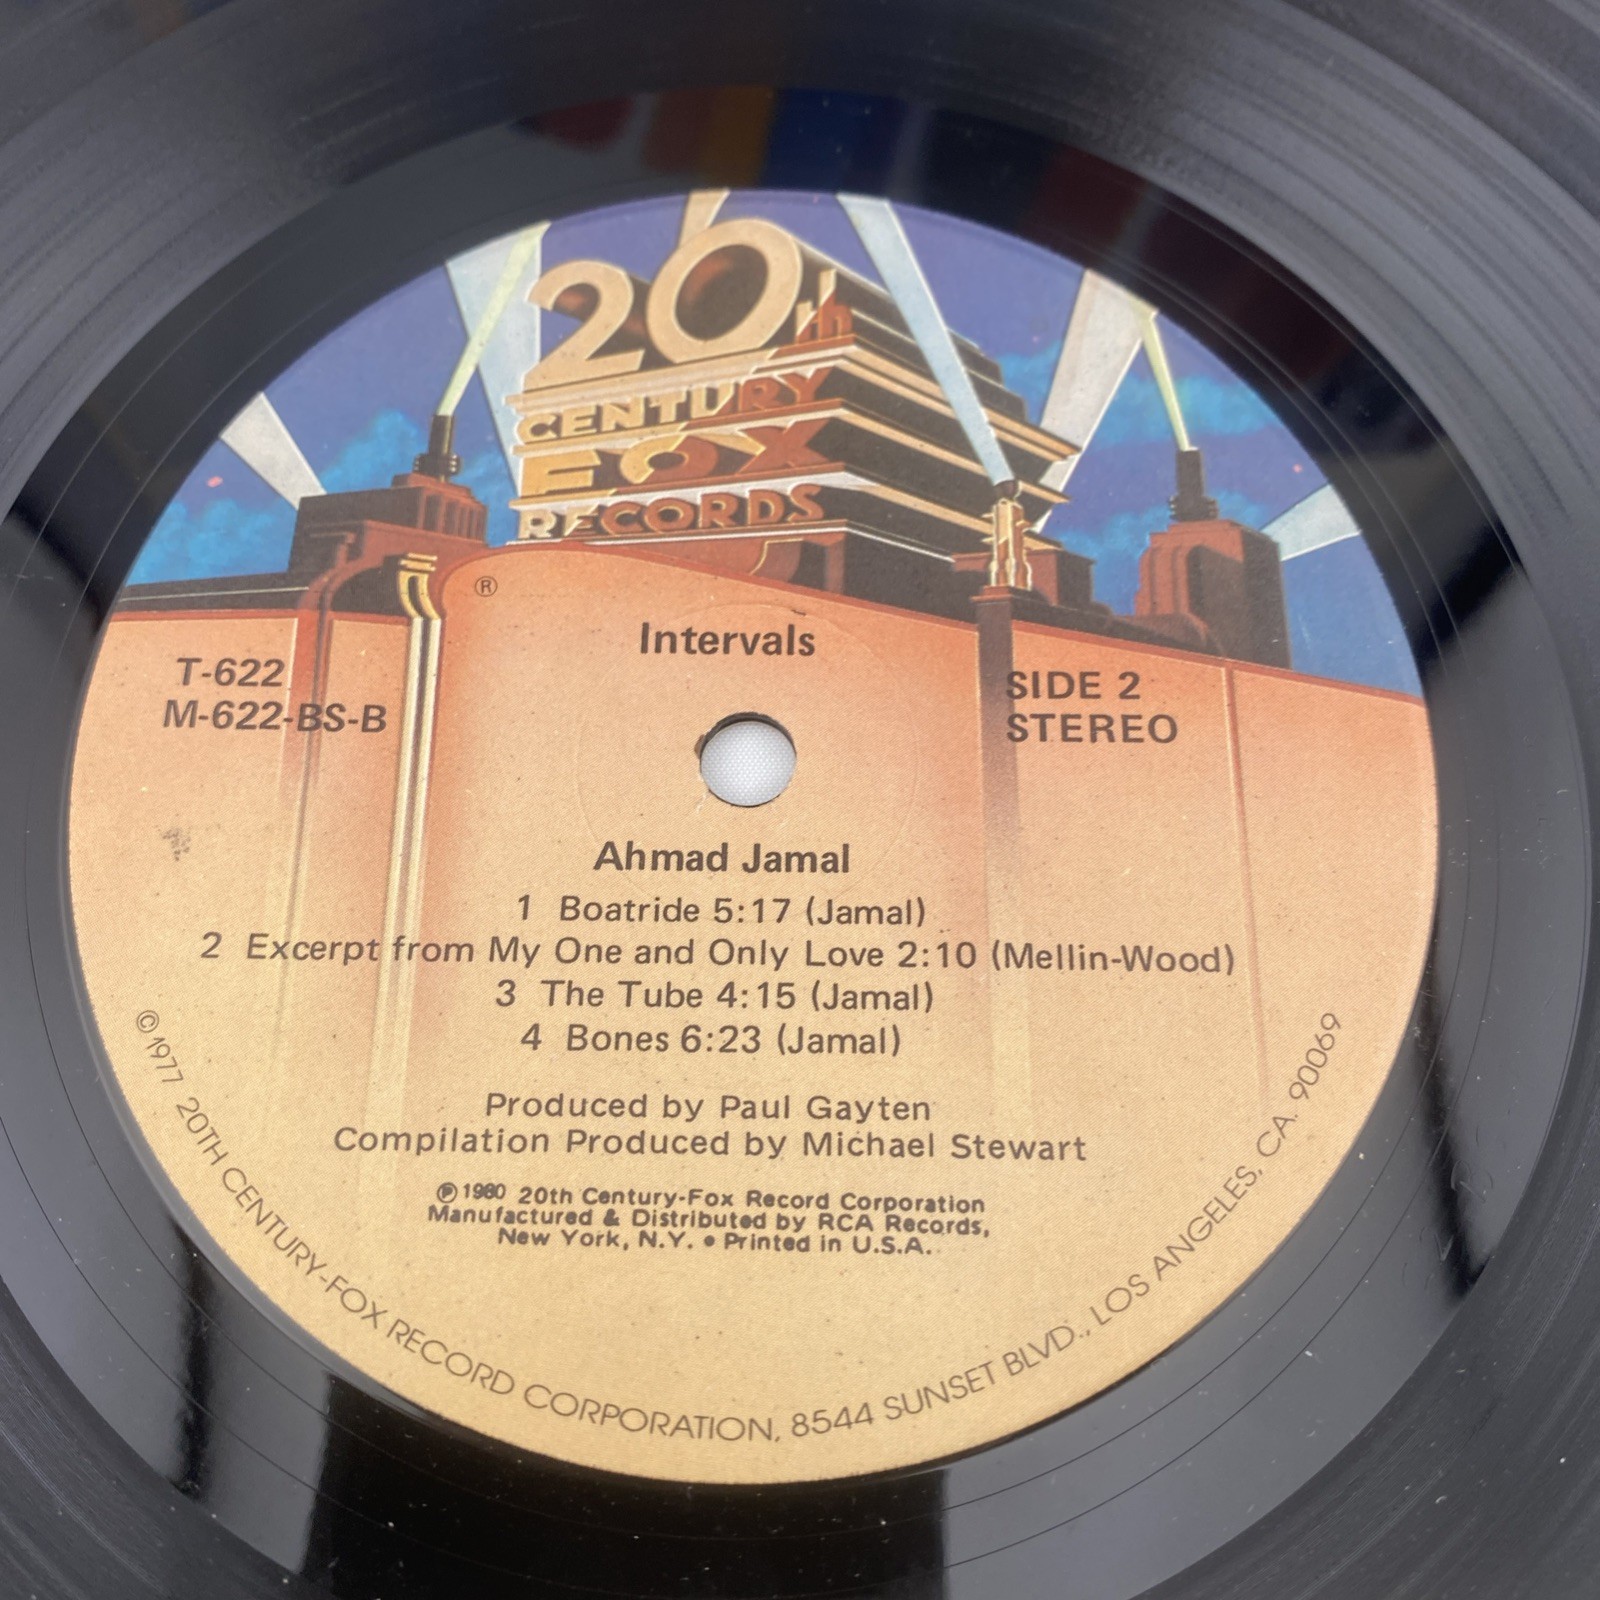 20th
CENTURY
FOX
RECORDS
®
Intervals
T-622
M-622-BS-B
SIDE 2
STEREO
Ahmad Jamal
1 Boatride 5:17 (Jamal)
2 Excerpt from My One and Only Love 2:10 (Mellin-Wood)
3 The Tube 4:15 (Jamal)
4 Bones 6:23 (Jamal)
Produced by Paul Gayten
Compilation Produced by Michael Stewart
℗ 1980 20th Century-Fox Record Corporation
Manufactured & Distributed by RCA Records,
New York, N.Y. • Printed in U.S.A.
©1977 20TH CENTURY-FOX RECORD CORPORATION, 8544 SUNSET BLVD., LOS ANGELES, CA. 90069